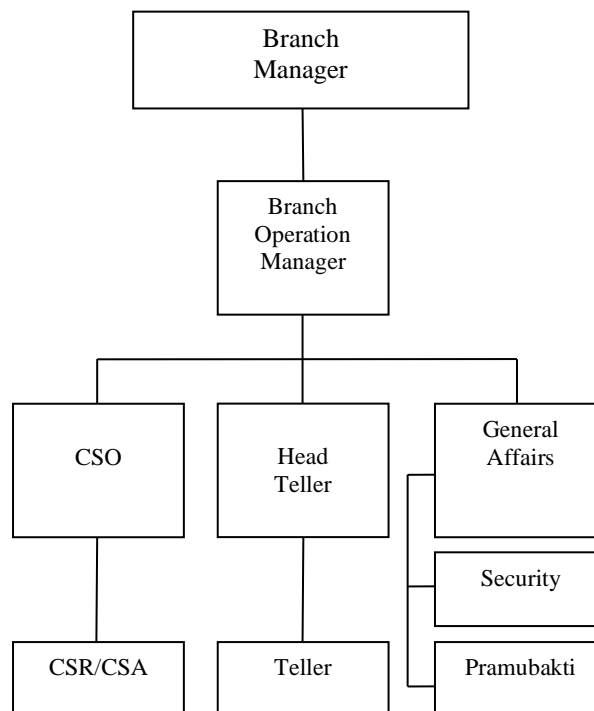 Branch
Manager
Branch
Operation
Manager
CSO
Head
Teller
General
Affairs
Security
CSR/CSA
Teller
Pramubakti